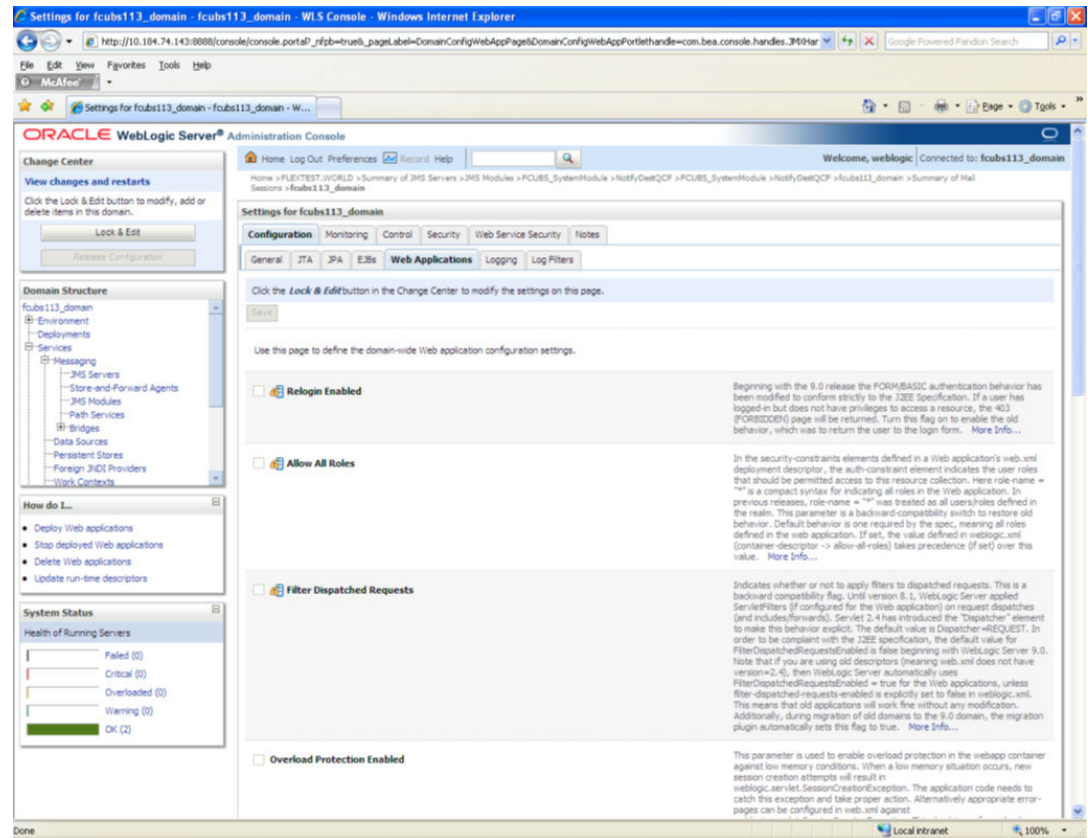 Settings for fcubs113_domain - fcubs113_domain - WLS Console - Windows Internet Explorer
http://10.184.74.143:8888/console/console.portal?_nfpb=true&_pageLabel=DomainConfigWebAppPage&DomainConfigWebAppPortlethandle=com.bea.console.handles.JMXHar
Google Powered Pandion Search
File Edit View Favorites Tools Help
McAfee
Settings for fcubs113_domain - fcubs113_domain - W...
Page Tools
ORACLE WebLogic Server® Administration Console
Change Center
View changes and restarts
Click the Lock & Edit button to modify, add or
delete items in this domain.
Lock & Edit
Release Configuration
Domain Structure
fcubs113_domain
Environment
Deployments
Services
Messaging
JMS Servers
Store-and-Forward Agents
JMS Modules
Path Services
Bridges
Data Sources
Persistent Stores
Foreign JNDI Providers
Work Contexts
How do I...
Deploy Web applications
Stop deployed Web applications
Delete Web applications
Update run-time descriptors
System Status
Health of Running Servers
Failed (0)
Critical (0)
Overloaded (0)
Warning (0)
OK (2)
Home Log Out Preferences Record Help
Welcome, weblogic Connected to: fcubs113_domain
Home >FLEXTEST.WORLD >Summary of JMS Servers >JMS Modules >FCUBS_SystemModule >NotifyDestQCF >FCUBS_SystemModule >NotifyDestQCF >fcubs113_domain >Summary of Mail
Sessions >fcubs113_domain
Settings for fcubs113_domain
Configuration Monitoring Control Security Web Service Security Notes
General JTA JPA EJBs Web Applications Logging Log Filters
Click the Lock & Edit button in the Change Center to modify the settings on this page.
Save
Use this page to define the domain-wide Web application configuration settings.
Relogin Enabled
Beginning with the 9.0 release the FORM/BASIC authentication behavior has
been modified to conform strictly to the J2EE Specification. If a user has
logged-in but does not have privileges to access a resource, the 403
(FORBIDDEN) page will be returned. Turn this flag on to enable the old
behavior, which was to return the user to the login form. More Info...
Allow All Roles
In the security-constraints elements defined in a Web application's web.xml
deployment descriptor, the auth-constraint element indicates the user roles
that should be permitted access to this resource collection. Here role-name =
"*" is a compact syntax for indicating all roles in the Web application. In
previous releases, role-name = "*" was treated as all users/roles defined in
the realm. This parameter is a backward-compatibility switch to restore old
behavior. Default behavior is one required by the spec, meaning all roles
defined in the web application. If set, the value defined in weblogic.xml
(container-descriptor -> allow-all-roles) takes precedence (if set) over this
value. More Info...
Filter Dispatched Requests
Indicates whether or not to apply filters to dispatched requests. This is a
backward compatibility flag. Until version 8.1, WebLogic Server applied
ServletFilters (if configured for the Web application) on request dispatches
(and includes/forwards). Servlet 2.4 has introduced the "Dispatcher" element
to make this behavior explicit. The default value is Dispatcher=REQUEST. In
order to be complaint with the J2EE specification, the default value for
FilterDispatchedRequestsEnabled is false beginning with WebLogic Server 9.0.
Note that if you are using old descriptors (meaning web.xml does not have
version=2.4), then WebLogic Server automatically uses
FilterDispatchedRequestsEnabled = true for the Web applications, unless
filter-dispatched-requests-enabled is explicitly set to false in weblogic.xml.
This means that old applications will work fine without any modification.
Additionally, during migration of old domains to the 9.0 domain, the migration
plugin automatically sets this flag to true. More Info...
Overload Protection Enabled
This parameter is used to enable overload protection in the webapp container
against low memory conditions. When a low memory situation occurs, new
session creation attempts will result in
weblogic.servlet.SessionCreationException. The application code needs to
catch this exception and take proper action. Alternatively appropriate error-
pages can be configured in web.xml against
Done
Local intranet
100%